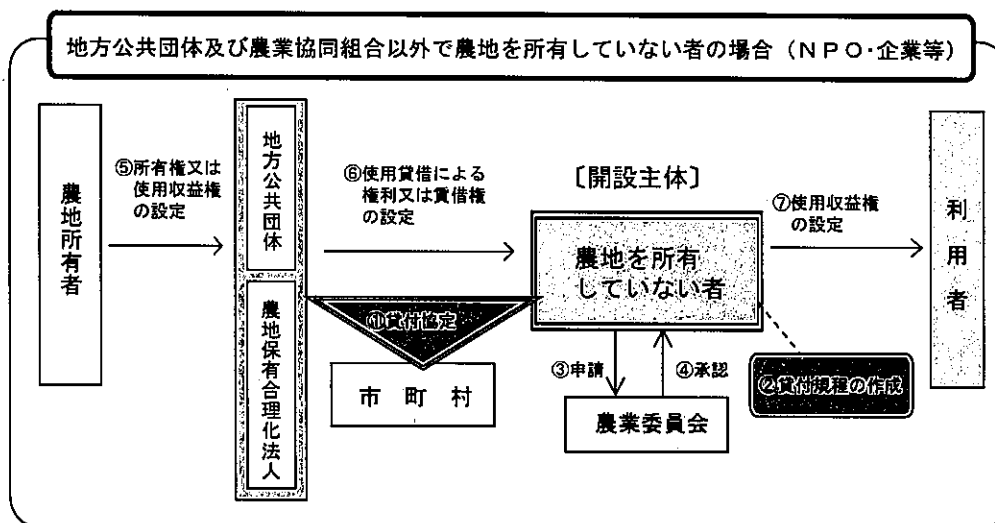 地方公共団体及び農業協同組合以外で農地を所有していない者の場合（ＮＰＯ・企業等）
農地所有者
⑤所有権又は
使用収益権
の設定
地方公共団体
農地保有合理化法人
⑥使用貸借による
権利又は賃借権
の設定
①貸付協定
市町村
〔開設主体〕
農地を所有
していない者
③申請
④承認
農業委員会
⑦使用収益権
の設定
②貸付規程の作成
利用者